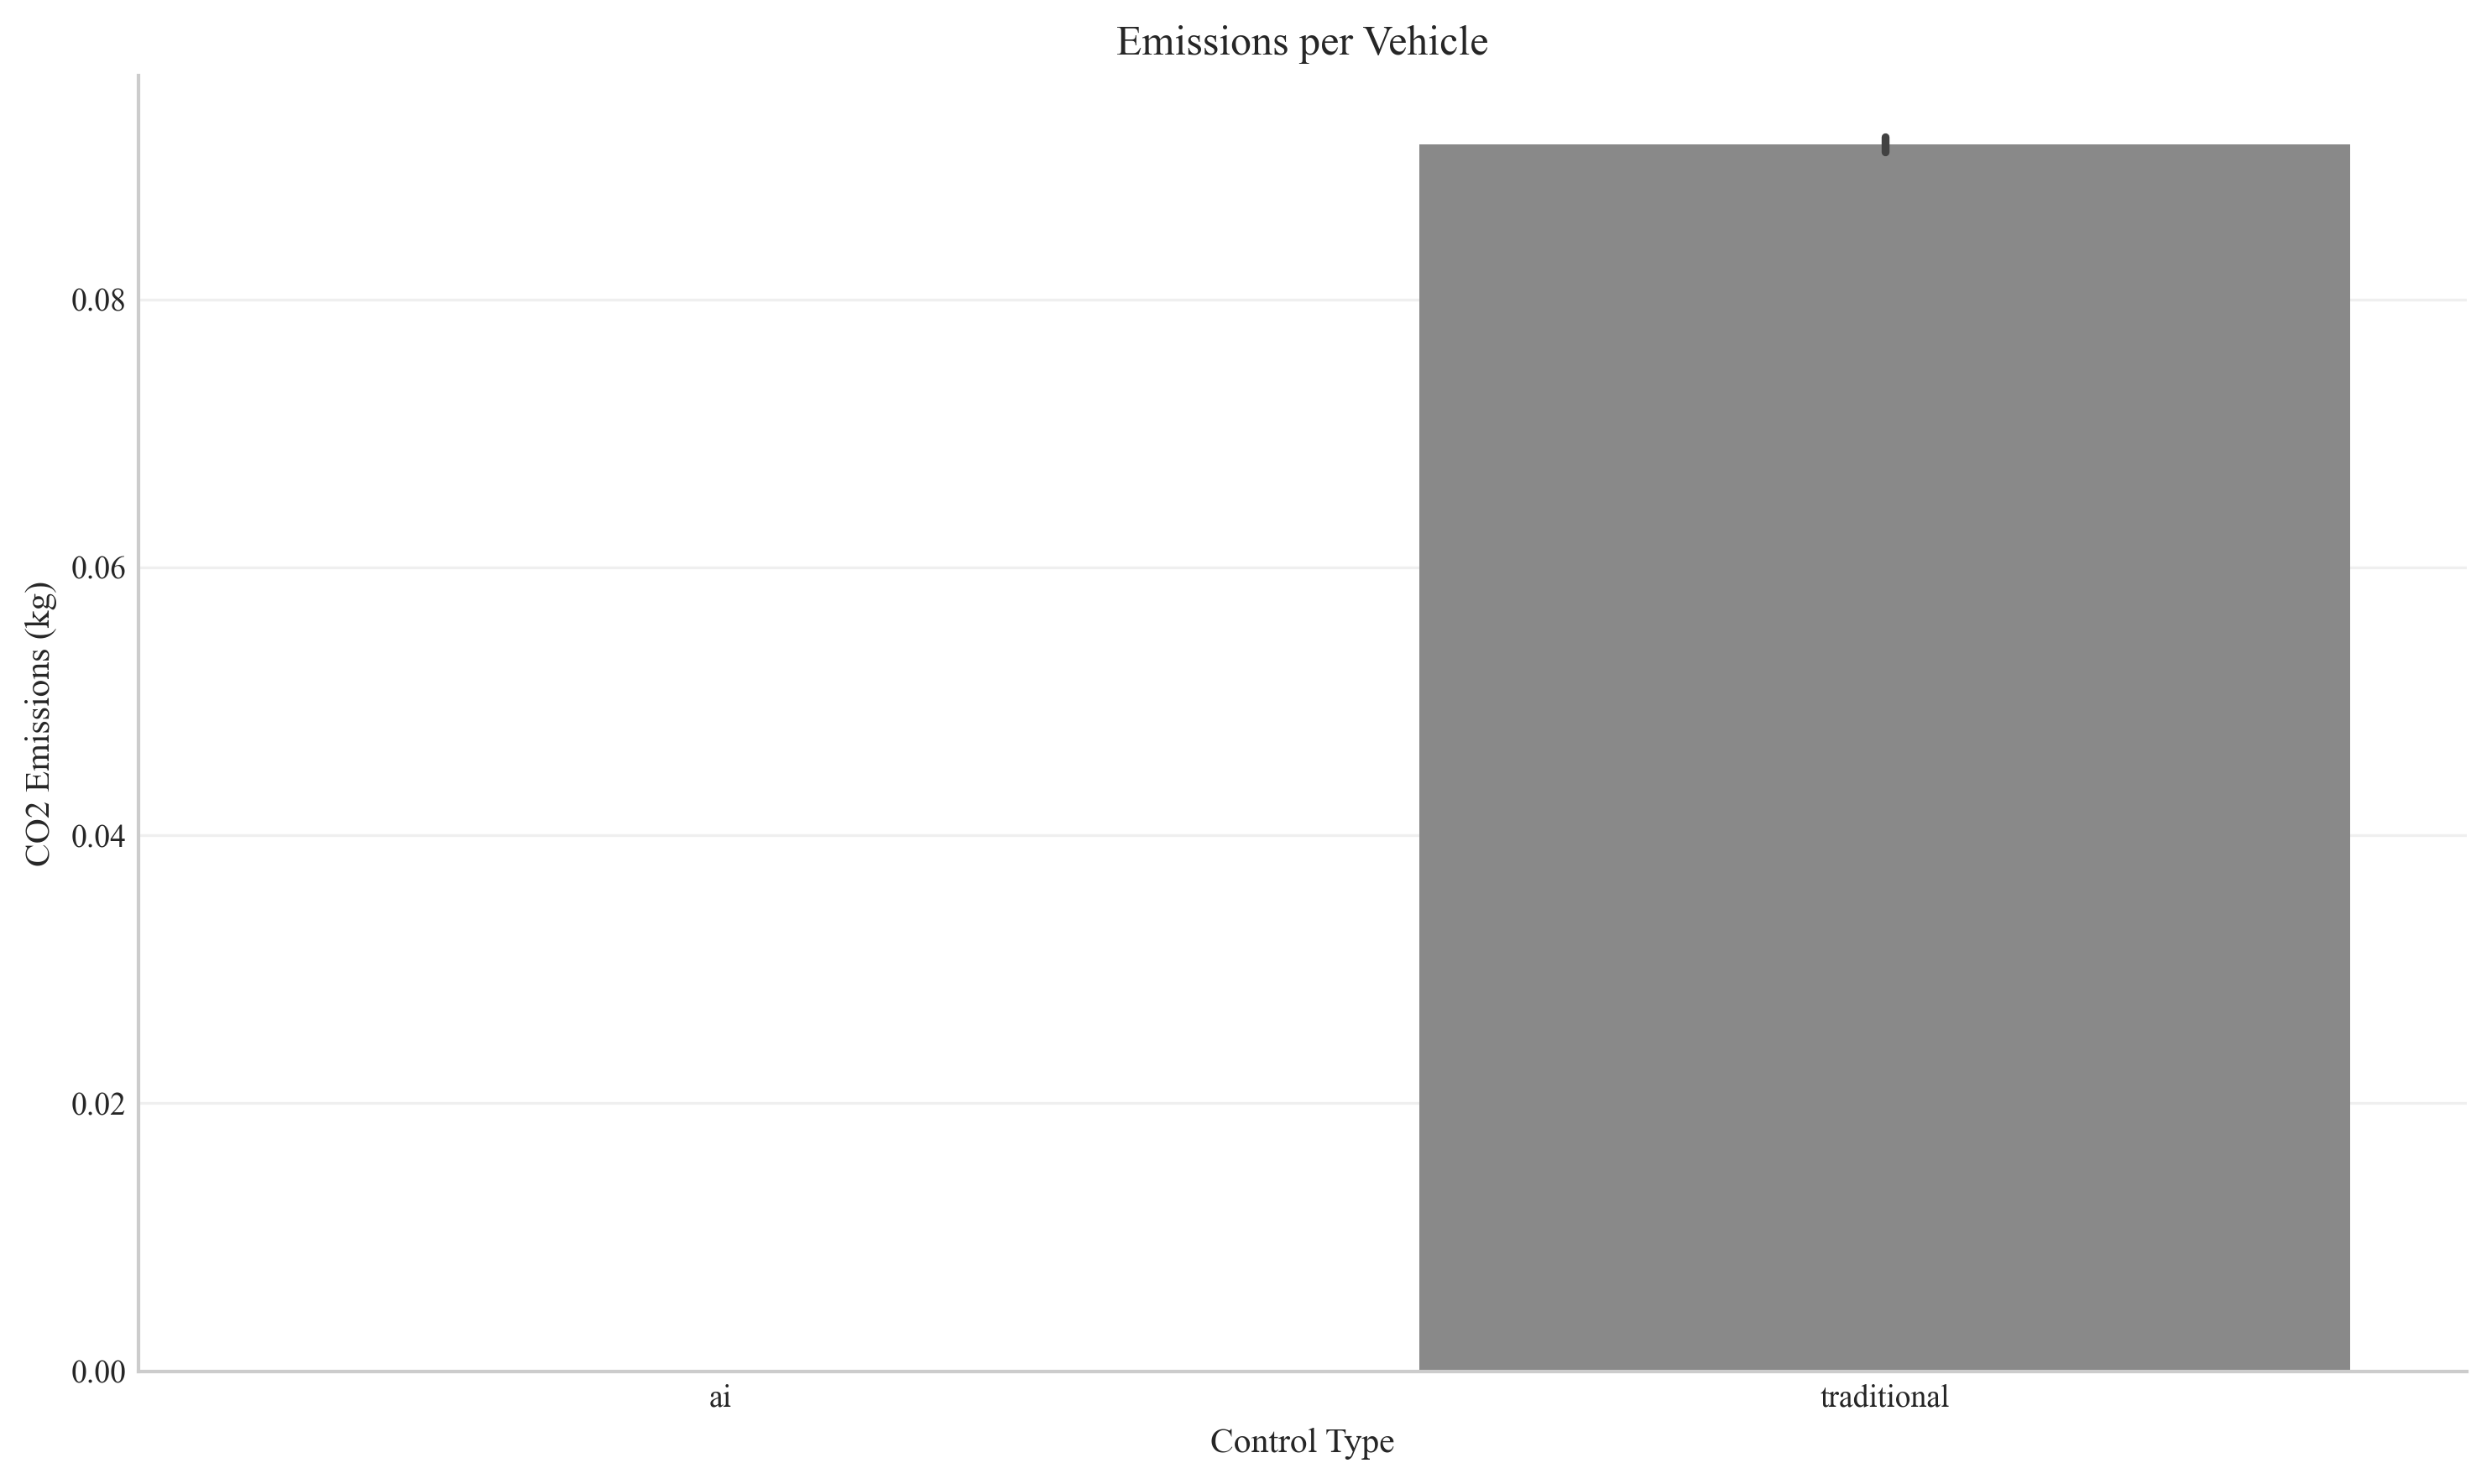 Emissions per Vehicle
CO2 Emissions (kg)
0.08
0.06
0.04
0.02
0.00
ai
traditional
Control Type